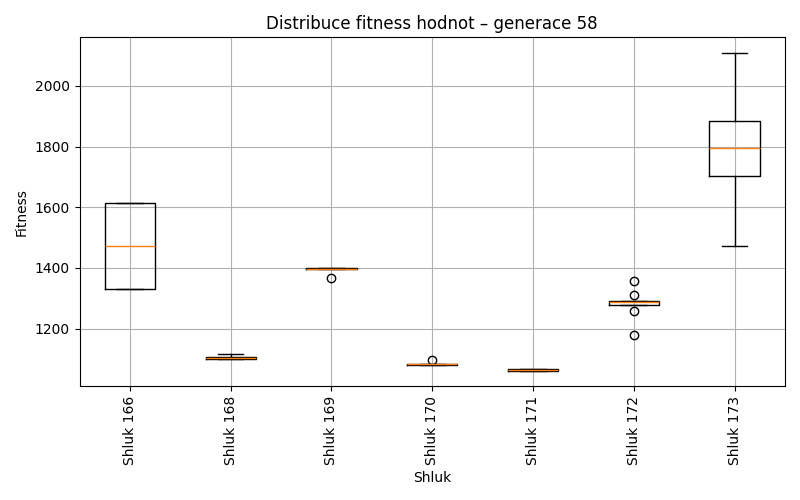 Distribuce fitness hodnot – generace 58
Fitness
2000
1800
1600
1400
1200
Shluk 166
Shluk 168
Shluk 169
Shluk 170
Shluk 171
Shluk 172
Shluk 173
Shluk